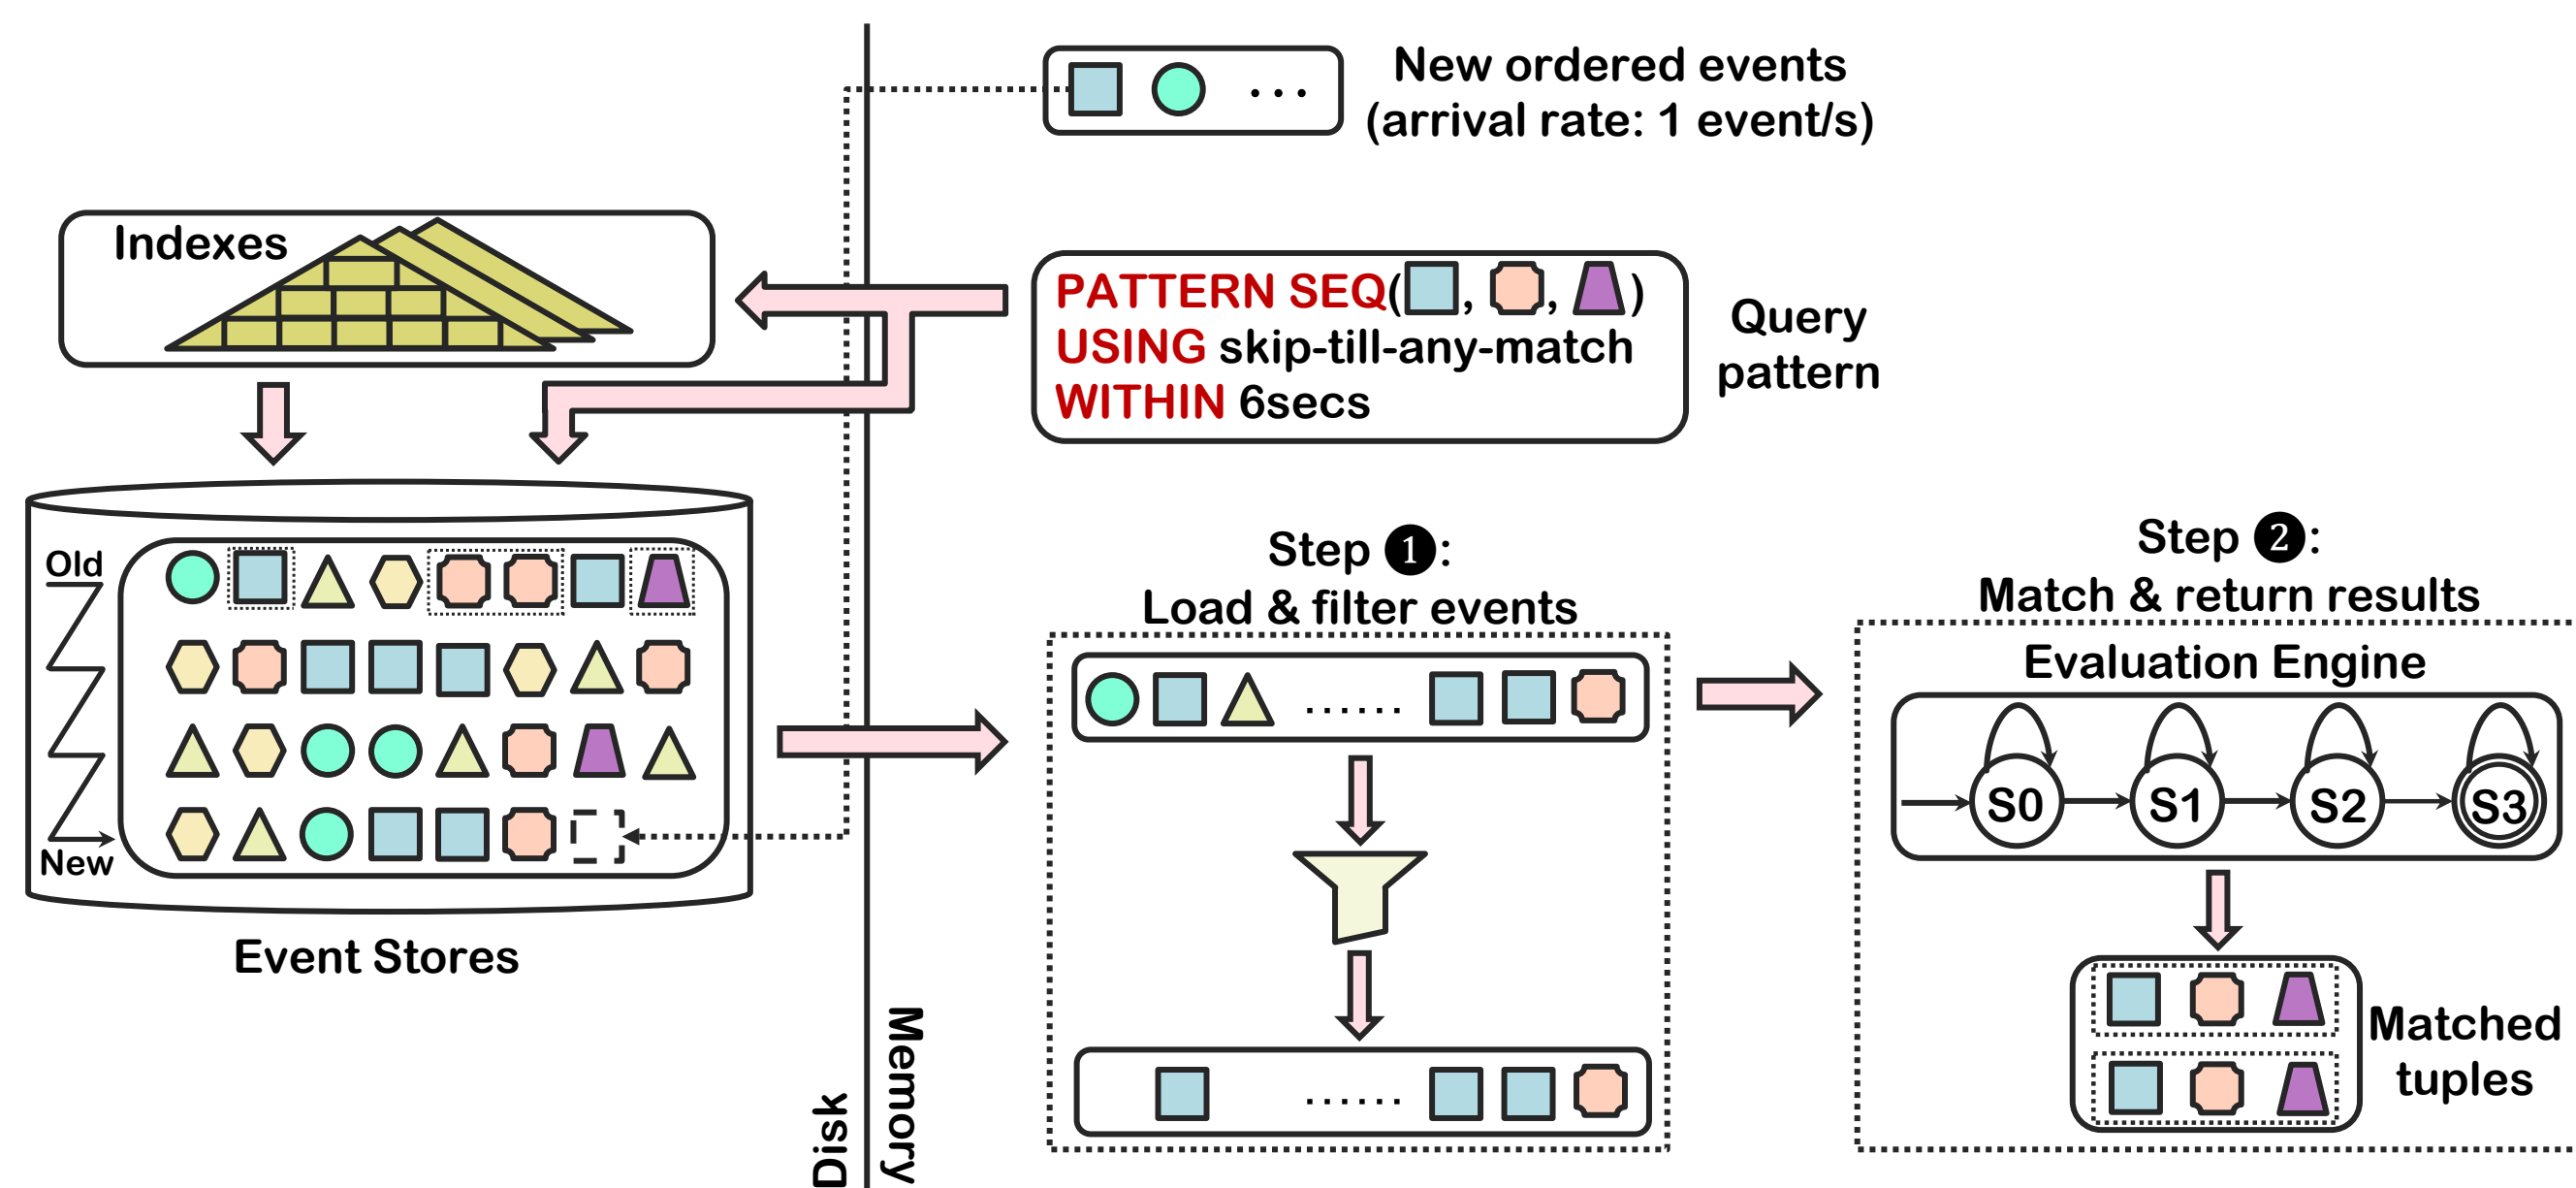 New ordered events
(arrival rate: 1 event/s)
Indexes
PATTERN SEQ( , , )
USING skip-till-any-match
WITHIN 6secs
Query
pattern
Old
New
Event Stores
Disk
Memory
Step 1:
Load & filter events
......
......
Step 2:
Match & return results
Evaluation Engine
S0 S1 S2 S3
Matched
tuples